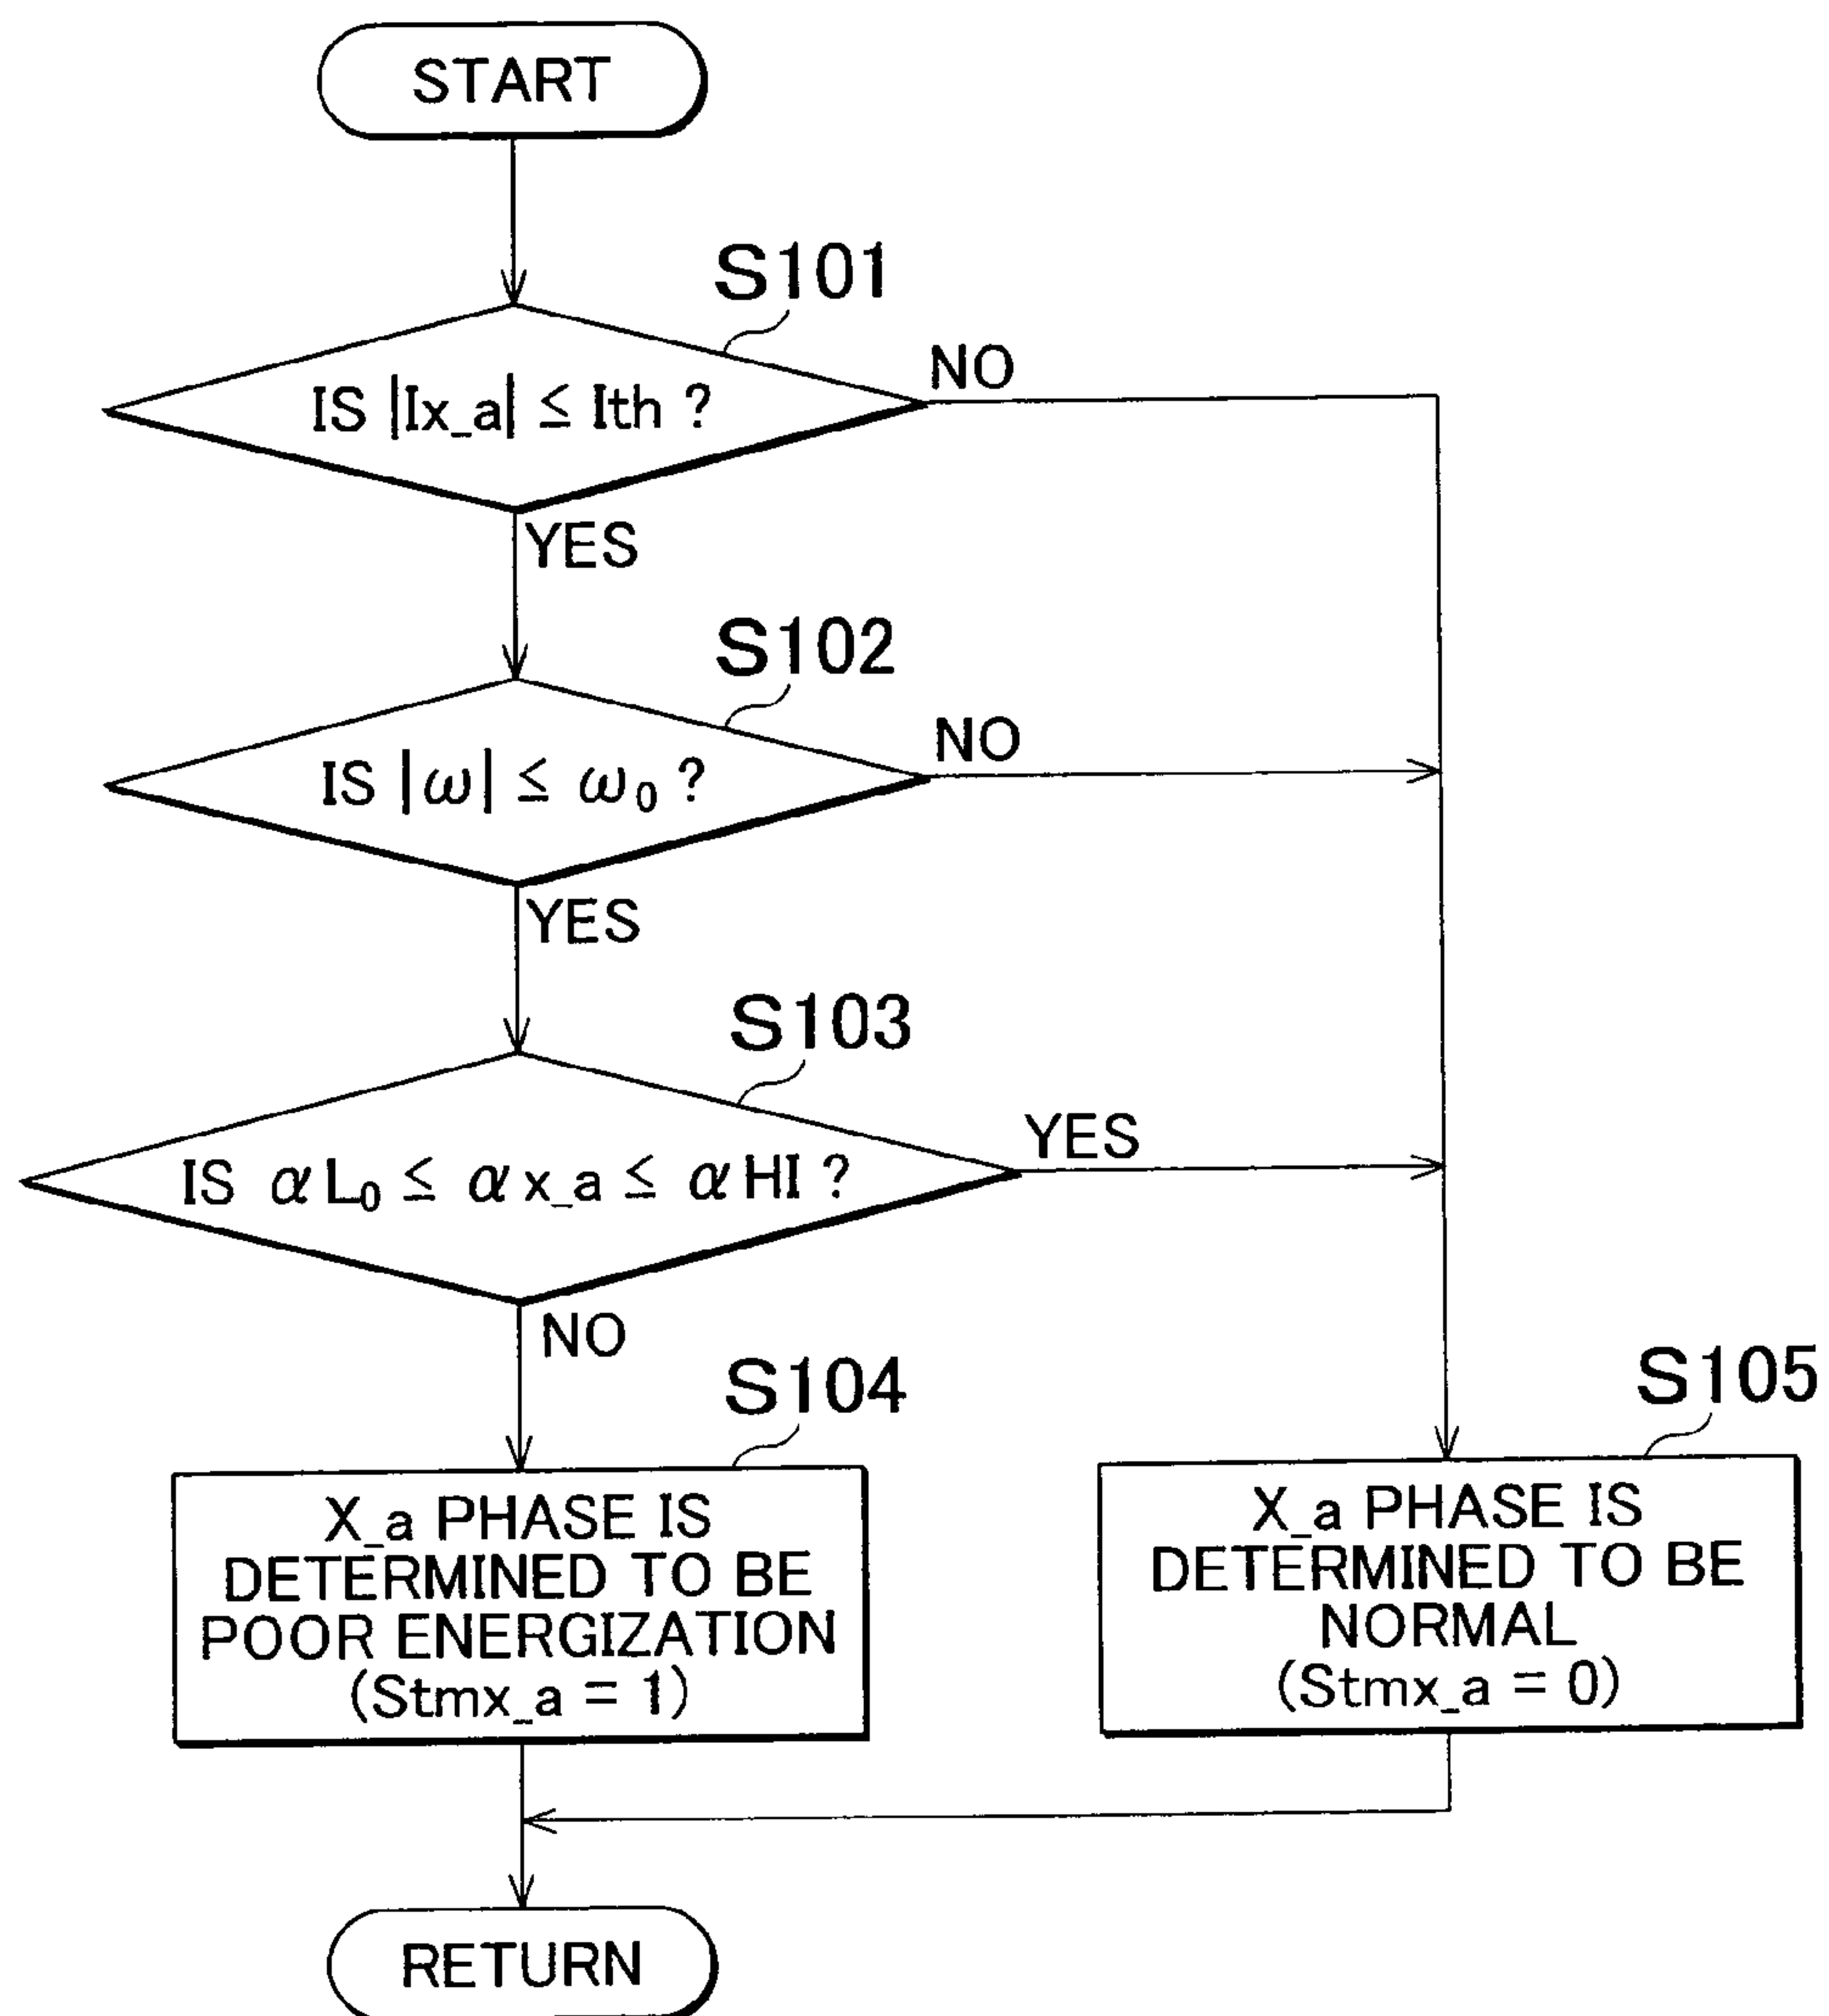 START
S101
IS |Ix_a| ≤ Ith ?
NO
YES
S102
IS |ω| ≤ ω₀ ?
NO
YES
S103
IS αL₀ ≤ αx_a ≤ αHI ?
YES
NO
S104
X_a PHASE IS
DETERMINED TO BE
POOR ENERGIZATION
(Stmx_a = 1)
S105
X_a PHASE IS
DETERMINED TO BE
NORMAL
(Stmx_a = 0)
RETURN